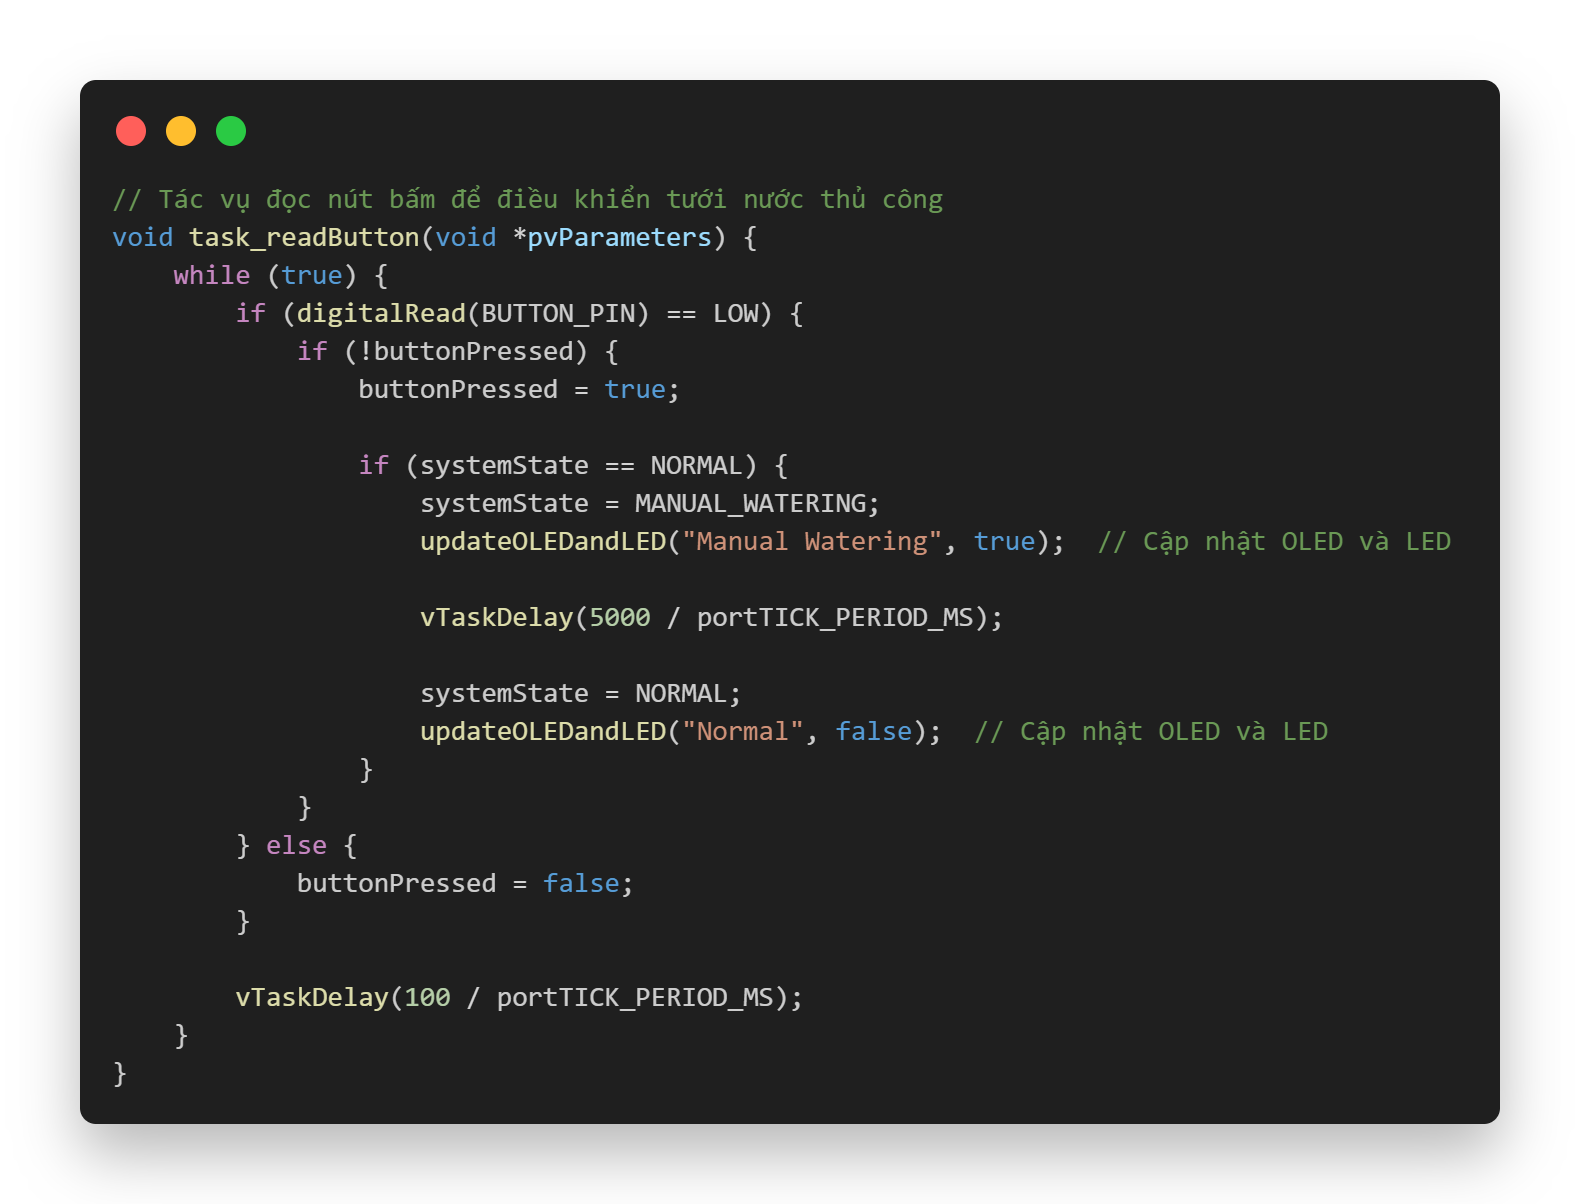 // Tác vụ đọc nút bấm để điều khiển tưới nước thủ công
void task_readButton(void *pvParameters) {
    while (true) {
        if (digitalRead(BUTTON_PIN) == LOW) {
            if (!buttonPressed) {
                buttonPressed = true;

                if (systemState == NORMAL) {
                    systemState = MANUAL_WATERING;
                    updateOLEDandLED("Manual Watering", true);  // Cập nhật OLED và LED

                    vTaskDelay(5000 / portTICK_PERIOD_MS);

                    systemState = NORMAL;
                    updateOLEDandLED("Normal", false);  // Cập nhật OLED và LED
                }
            }
        } else {
            buttonPressed = false;
        }

        vTaskDelay(100 / portTICK_PERIOD_MS);
    }
}